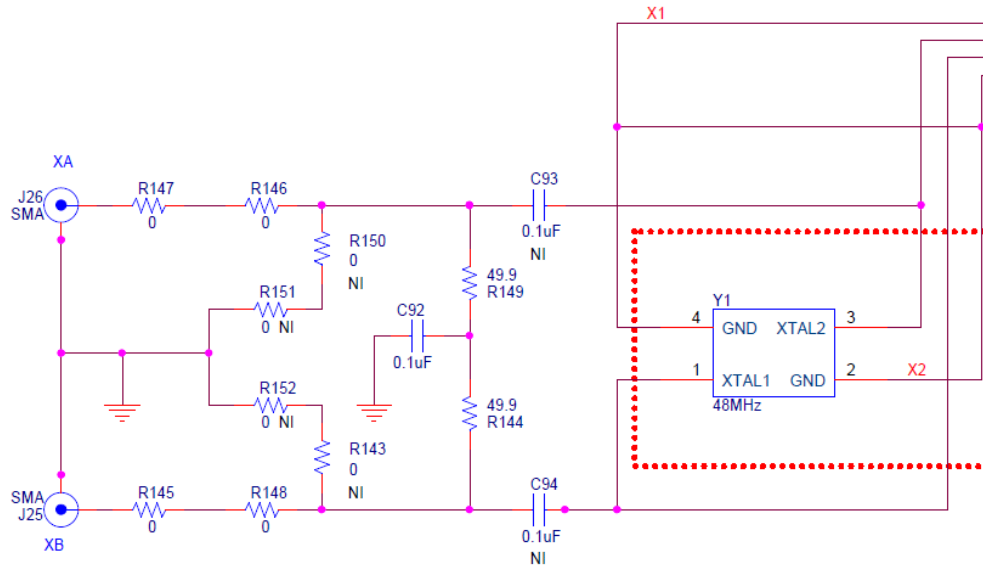 X1
XA
J26
SMA
R147
0
R146
0
R150
0
NI
R151
0 NI
C93
0.1uF
NI
49.9
R149
C92
0.1uF
Y1
4
GND
XTAL2
3
1
XTAL1
GND
2
X2
48MHz
R152
0 NI
R143
0
NI
49.9
R144
SMA
J25
XB
R145
0
R148
0
C94
0.1uF
NI